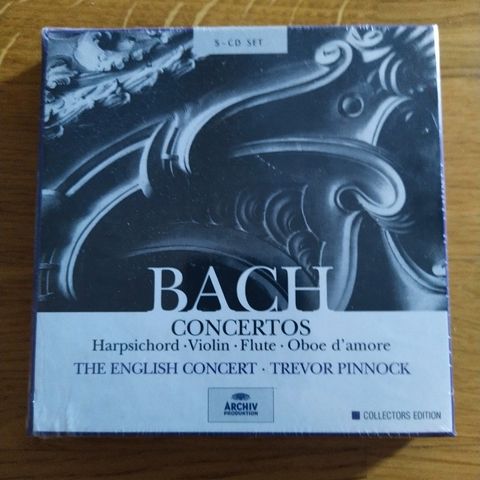 5-CD SET
BACH
CONCERTOS
Harpsichord · Violin · Flute · Oboe d'amore
THE ENGLISH CONCERT · TREVOR PINNOCK
ARCHIV
PRODUKTION
COLLECTORS EDITION